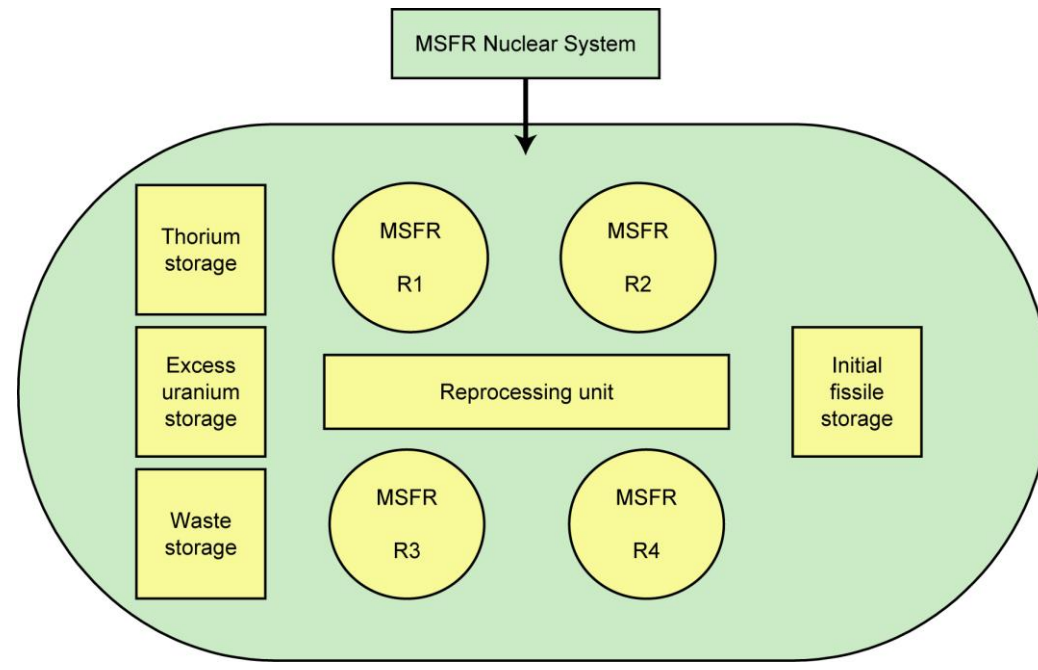 MSFR Nuclear System
Thorium
storage
MSFR
R1
MSFR
R2
Excess
uranium
storage
Reprocessing unit
Initial
fissile
storage
Waste
storage
MSFR
R3
MSFR
R4